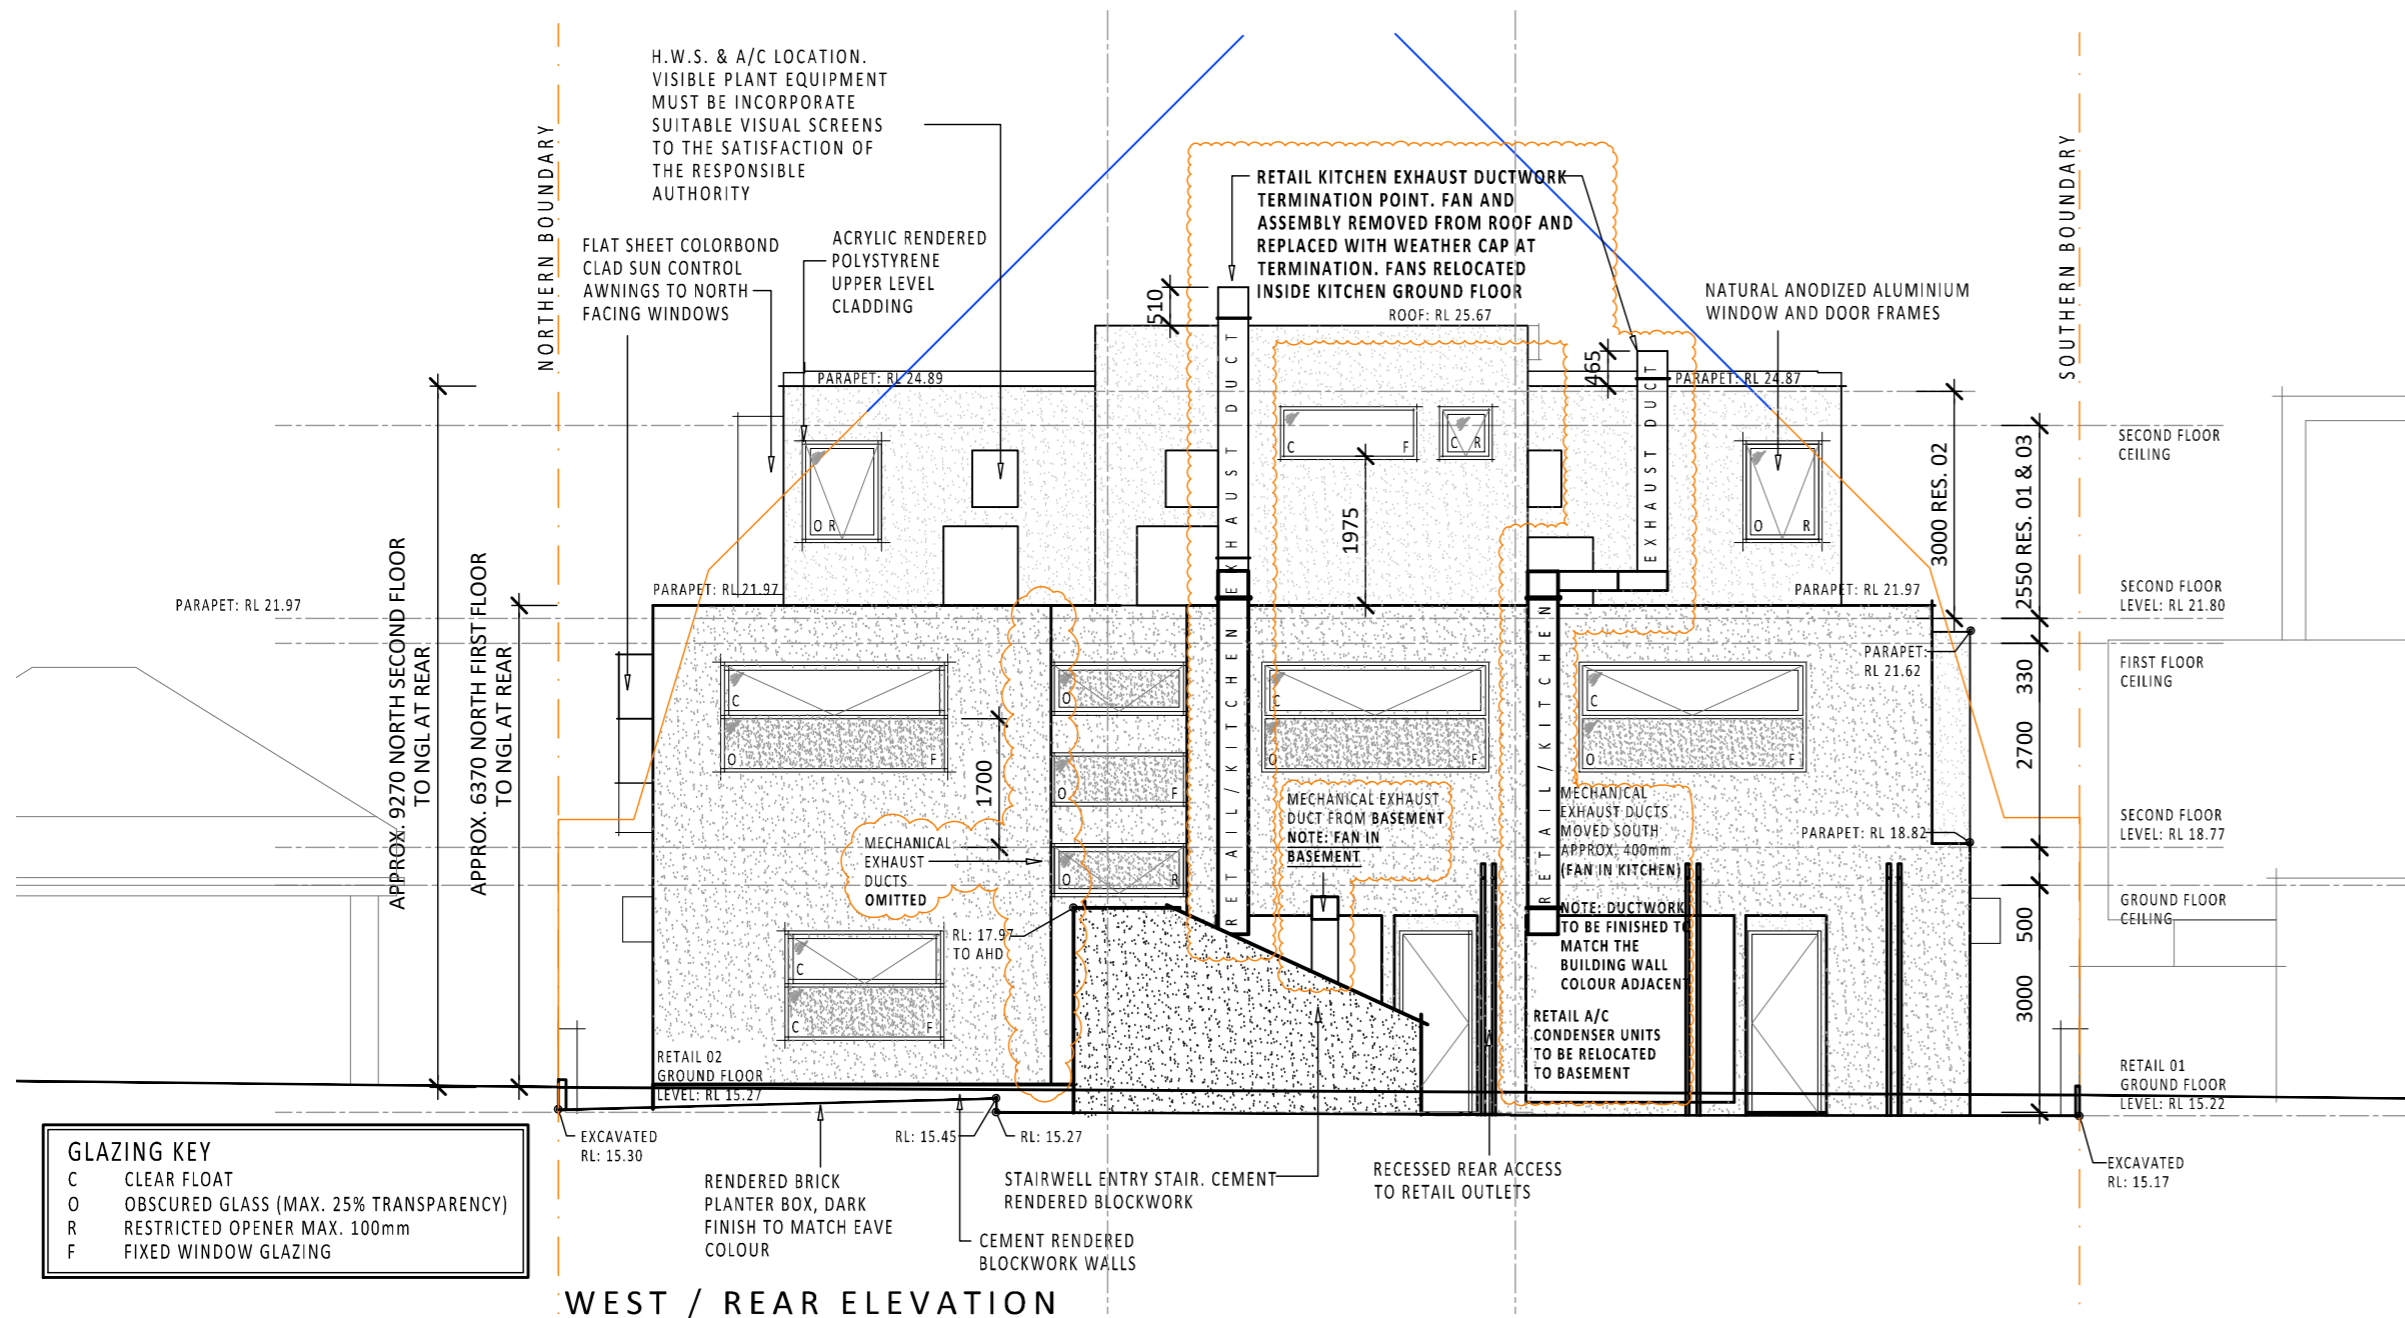 H.W.S. & A/C LOCATION.
VISIBLE PLANT EQUIPMENT
MUST BE INCORPORATE
SUITABLE VISUAL SCREENS
TO THE SATISFACTION OF
THE RESPONSIBLE
AUTHORITY
NORTHERN BOUNDARY
SOUTHERN BOUNDARY
FLAT SHEET COLORBOND
CLAD SUN CONTROL
AWNINGS TO NORTH
FACING WINDOWS
ACRYLIC RENDERED
POLYSTYRENE
UPPER LEVEL
CLADDING
RETAIL KITCHEN EXHAUST DUCTWORK
TERMINATION POINT. FAN AND
ASSEMBLY REMOVED FROM ROOF AND
REPLACED WITH WEATHER CAP AT
TERMINATION. FANS RELOCATED
INSIDE KITCHEN GROUND FLOOR
ROOF: RL 25.67
NATURAL ANODIZED ALUMINIUM
WINDOW AND DOOR FRAMES
510
465
PARAPET: RL 24.89
PARAPET: RL 24.87
C
F
C R
O R
O R
1975
3000 RES. 02
2550 RES. 01 & 03
SECOND FLOOR
CEILING
APPROX. 9270 NORTH SECOND FLOOR
TO NGL AT REAR
APPROX. 6370 NORTH FIRST FLOOR
TO NGL AT REAR
RETAIL/KITCHEN EXHAUST DUCT
RETAIL/KITCHEN
EXHAUST DUCT
PARAPET: RL 21.97
PARAPET: RL 21.97
PARAPET: RL 21.97
SECOND FLOOR
LEVEL: RL 21.80
PARAPET:
RL 21.62
FIRST FLOOR
CEILING
330
2700
500
3000
C
O
F
O
O
F
O
R
C
O
F
C
O
F
1700
MECHANICAL
EXHAUST
DUCTS
OMITTED
MECHANICAL EXHAUST
DUCT FROM BASEMENT
NOTE: FAN IN
BASEMENT
MECHANICAL
EXHAUST DUCTS
MOVED SOUTH
APPROX. 400mm
(FAN IN KITCHEN)
NOTE: DUCTWORK
TO BE FINISHED TO
MATCH THE
BUILDING WALL
COLOUR ADJACENT
RETAIL A/C
CONDENSER UNITS
TO BE RELOCATED
TO BASEMENT
PARAPET: RL 18.82
SECOND FLOOR
LEVEL: RL 18.77
GROUND FLOOR
CEILING
RL: 17.97
TO AHD
C
C
F
RETAIL 02
GROUND FLOOR
LEVEL: RL 15.27
RETAIL 01
GROUND FLOOR
LEVEL: RL 15.22
EXCAVATED
RL: 15.30
RL: 15.45
RL: 15.27
EXCAVATED
RL: 15.17
RENDERED BRICK
PLANTER BOX, DARK
FINISH TO MATCH EAVE
COLOUR
STAIRWELL ENTRY STAIR. CEMENT
RENDERED BLOCKWORK
CEMENT RENDERED
BLOCKWORK WALLS
RECESSED REAR ACCESS
TO RETAIL OUTLETS
GLAZING KEY
C CLEAR FLOAT
O OBSCURED GLASS (MAX. 25% TRANSPARENCY)
R RESTRICTED OPENER MAX. 100mm
F FIXED WINDOW GLAZING
WEST / REAR ELEVATION